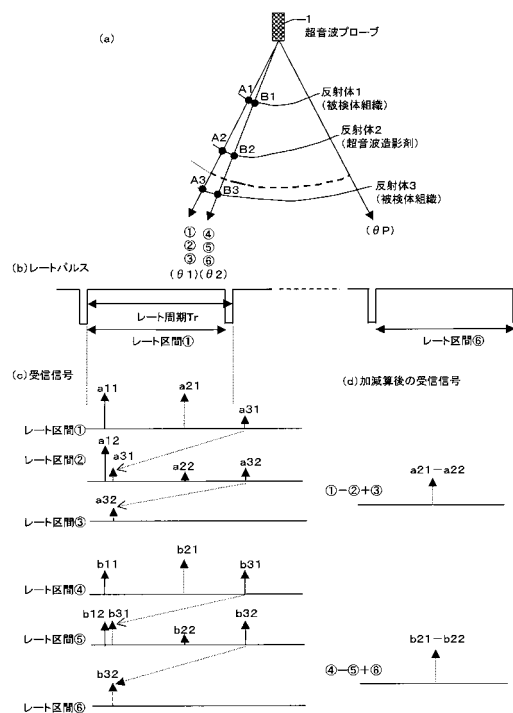 (a)
1
超音波プローブ
A1
B1
反射体1
(被検体組織)
A2
B2
反射体2
(超音波造影剤)
A3
B3
反射体3
(被検体組織)
① ④
② ⑤
③ ⑥
(θ1)(θ2)
(θP)
(b)レートパルス
レート周期Tr
レート区間①
レート区間⑥
(c)受信信号
(d)加減算後の受信信号
a11
a21
a31
レート区間①
a12
a31
a22
a32
レート区間②
①−②+③
a21−a22
a32
レート区間③
b11
b21
b31
レート区間④
b12 b31
b22
b32
レート区間⑤
④−⑤+⑥
b21−b22
b32
レート区間⑥